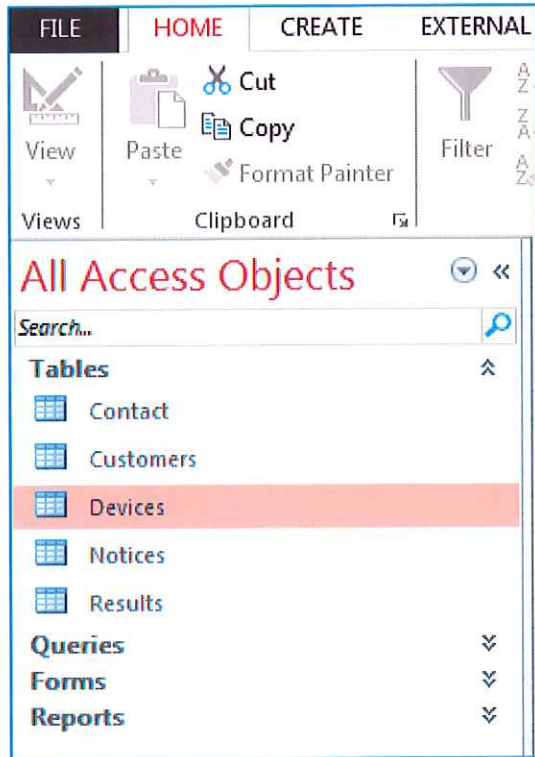 FILE HOME CREATE EXTERNAL
Cut
Copy
Format Painter
View
Paste
Filter
A
Z
Z
A
A
Z
Views
Clipboard
All Access Objects
Search...
Tables
Contact
Customers
Devices
Notices
Results
Queries
Forms
Reports